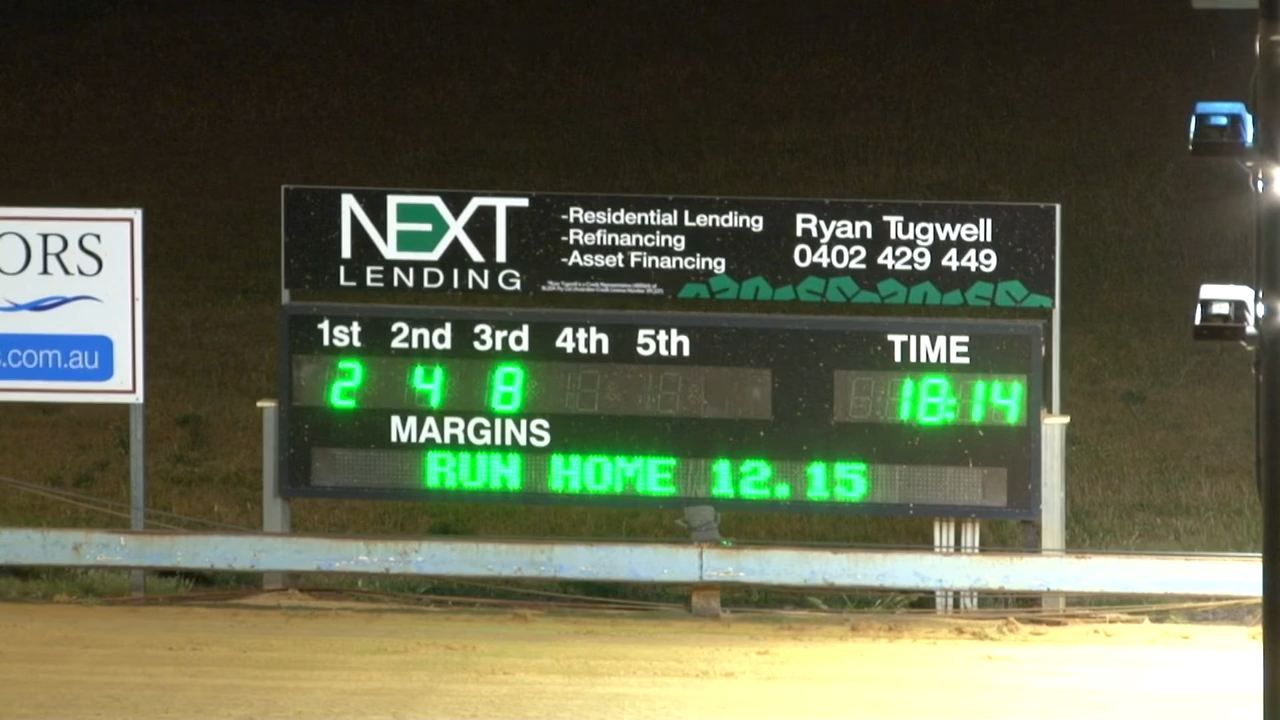 ORS
s.com.au
NEXT
LENDING
-Residential Lending
-Refinancing
-Asset Financing
Ryan Tugwell
0402 429 449
1st 2nd 3rd 4th 5th TIME
2 4 8 18:14
MARGINS
RUN HOME 12.15